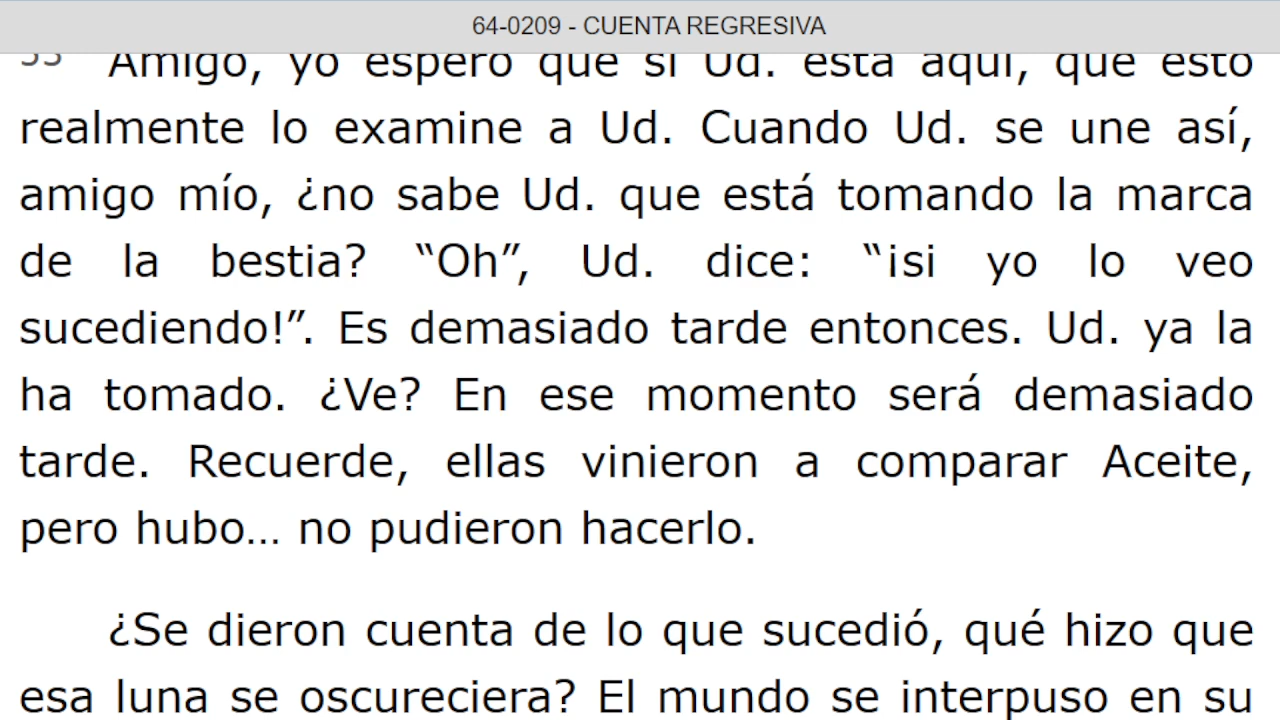 64-0209 - CUENTA REGRESIVA
Amigo, yo espero que si Ud. está aquí, que esto
realmente lo examine a Ud. Cuando Ud. se une así,
amigo mío, ¿no sabe Ud. que está tomando la marca
de la bestia? “Oh”, Ud. dice: “¡si yo lo veo
sucediendo!”. Es demasiado tarde entonces. Ud. ya la
ha tomado. ¿Ve? En ese momento será demasiado
tarde. Recuerde, ellas vinieron a comparar Aceite,
pero hubo… no pudieron hacerlo.
¿Se dieron cuenta de lo que sucedió, qué hizo que
esa luna se oscureciera? El mundo se interpuso en su